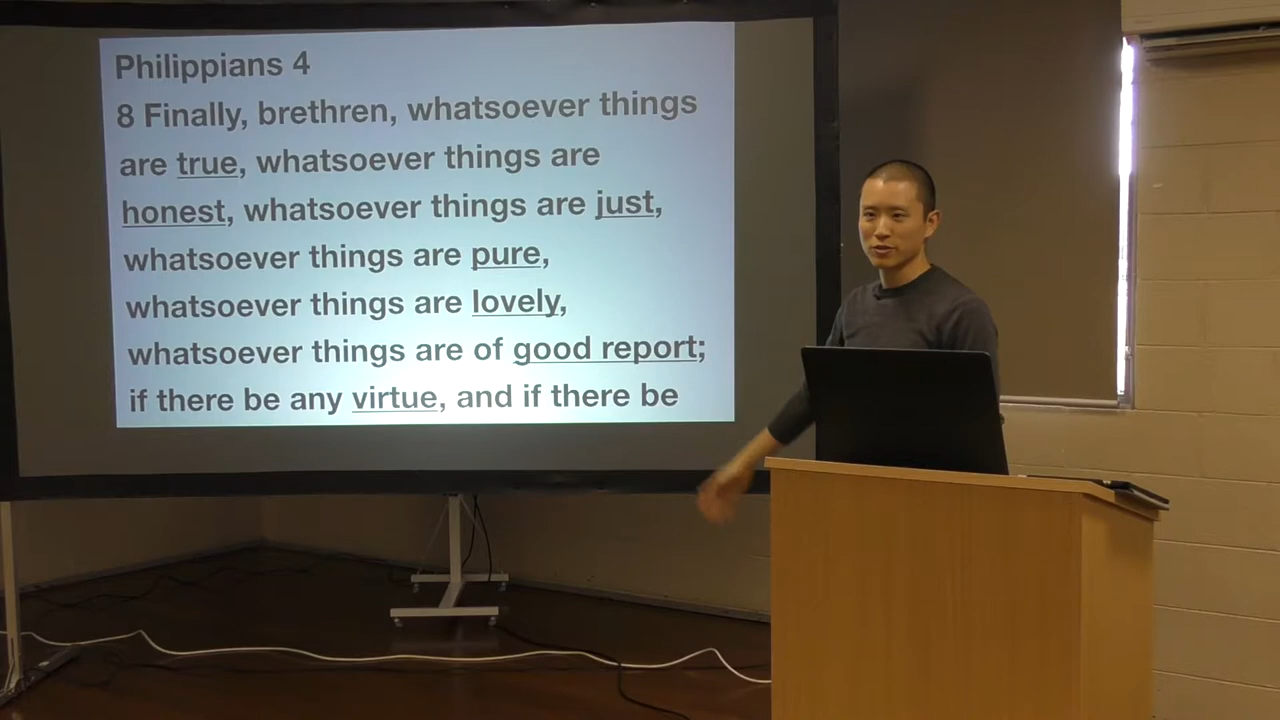 Philippians 4
8 Finally, brethren, whatsoever things
are true, whatsoever things are
honest, whatsoever things are just,
whatsoever things are pure,
whatsoever things are lovely,
whatsoever things are of good report;
if there be any virtue, and if there be